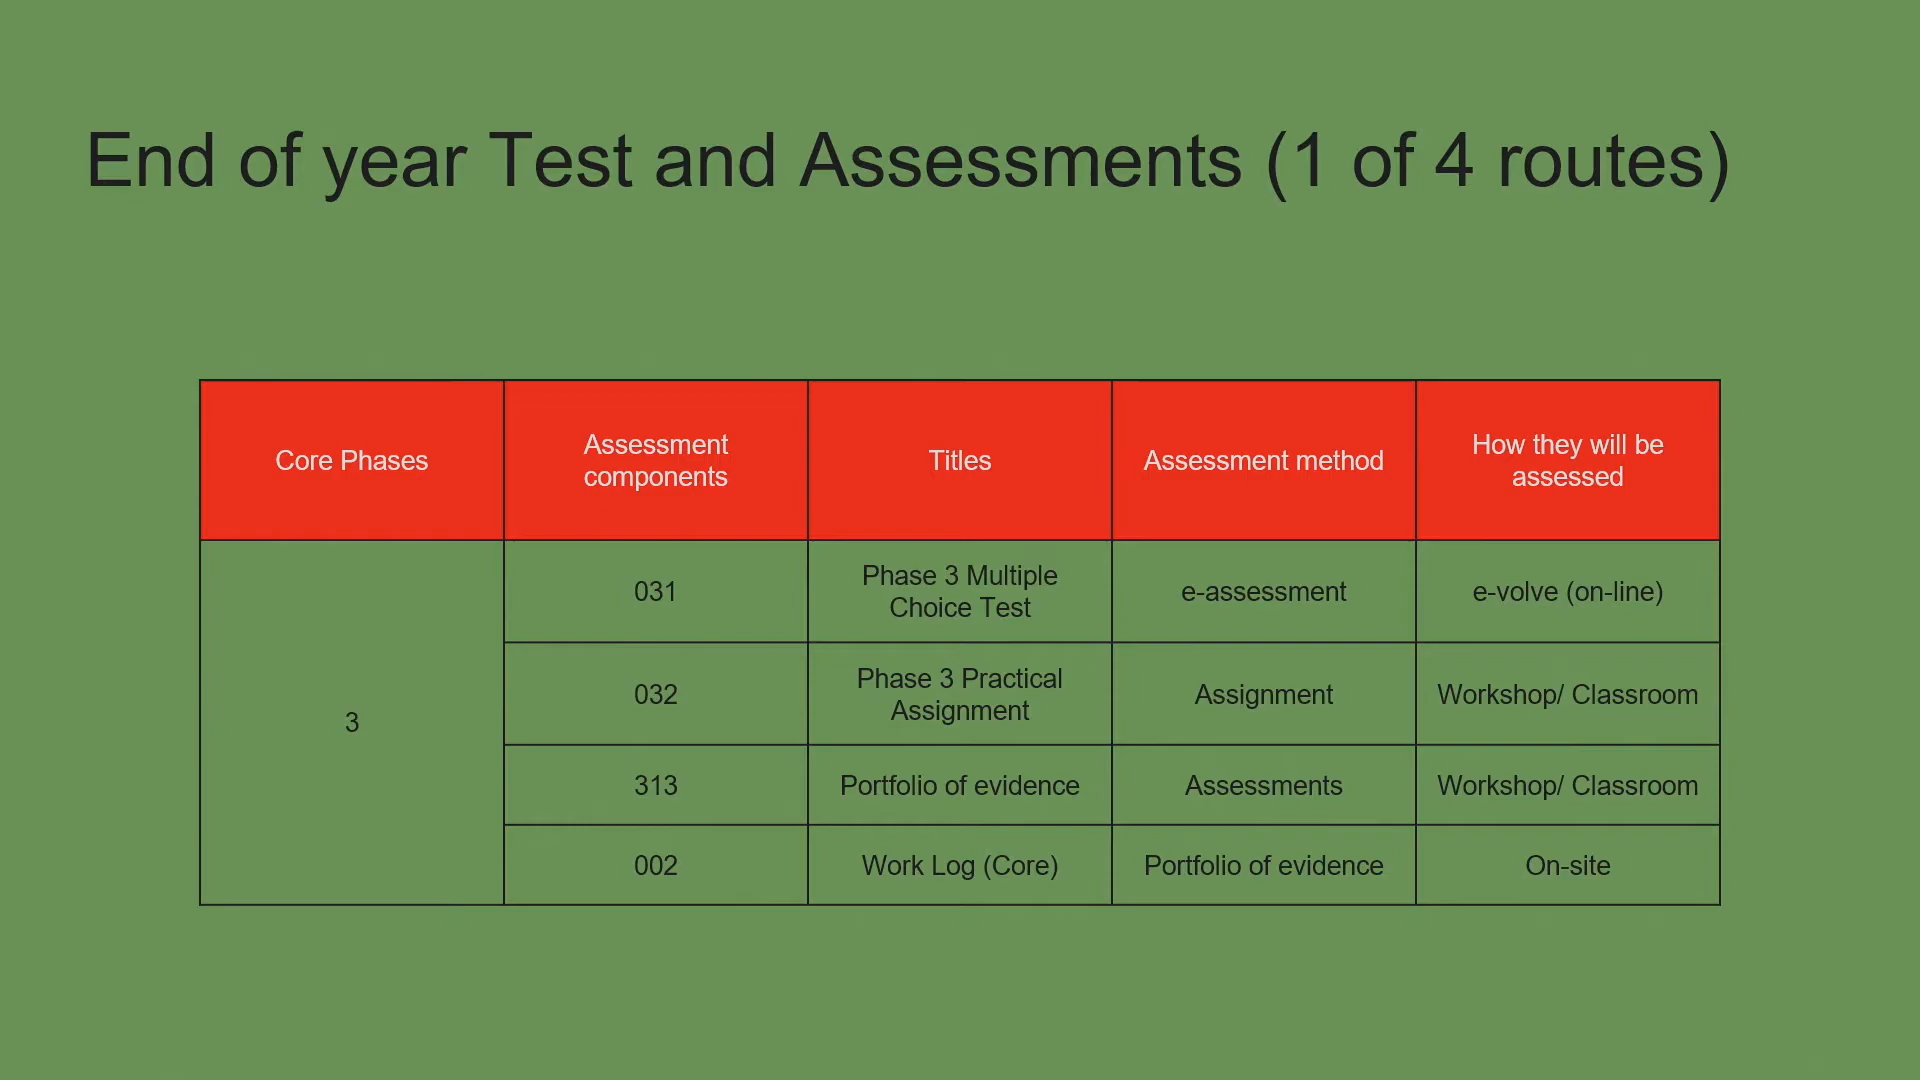 End of year Test and Assessments (1 of 4 routes)
Core Phases
Assessment
components
Titles
Assessment method
How they will be
assessed
3
031
Phase 3 Multiple
Choice Test
e-assessment
e-volve (on-line)
032
Phase 3 Practical
Assignment
Assignment
Workshop/ Classroom
313
Portfolio of evidence
Assessments
Workshop/ Classroom
002
Work Log (Core)
Portfolio of evidence
On-site